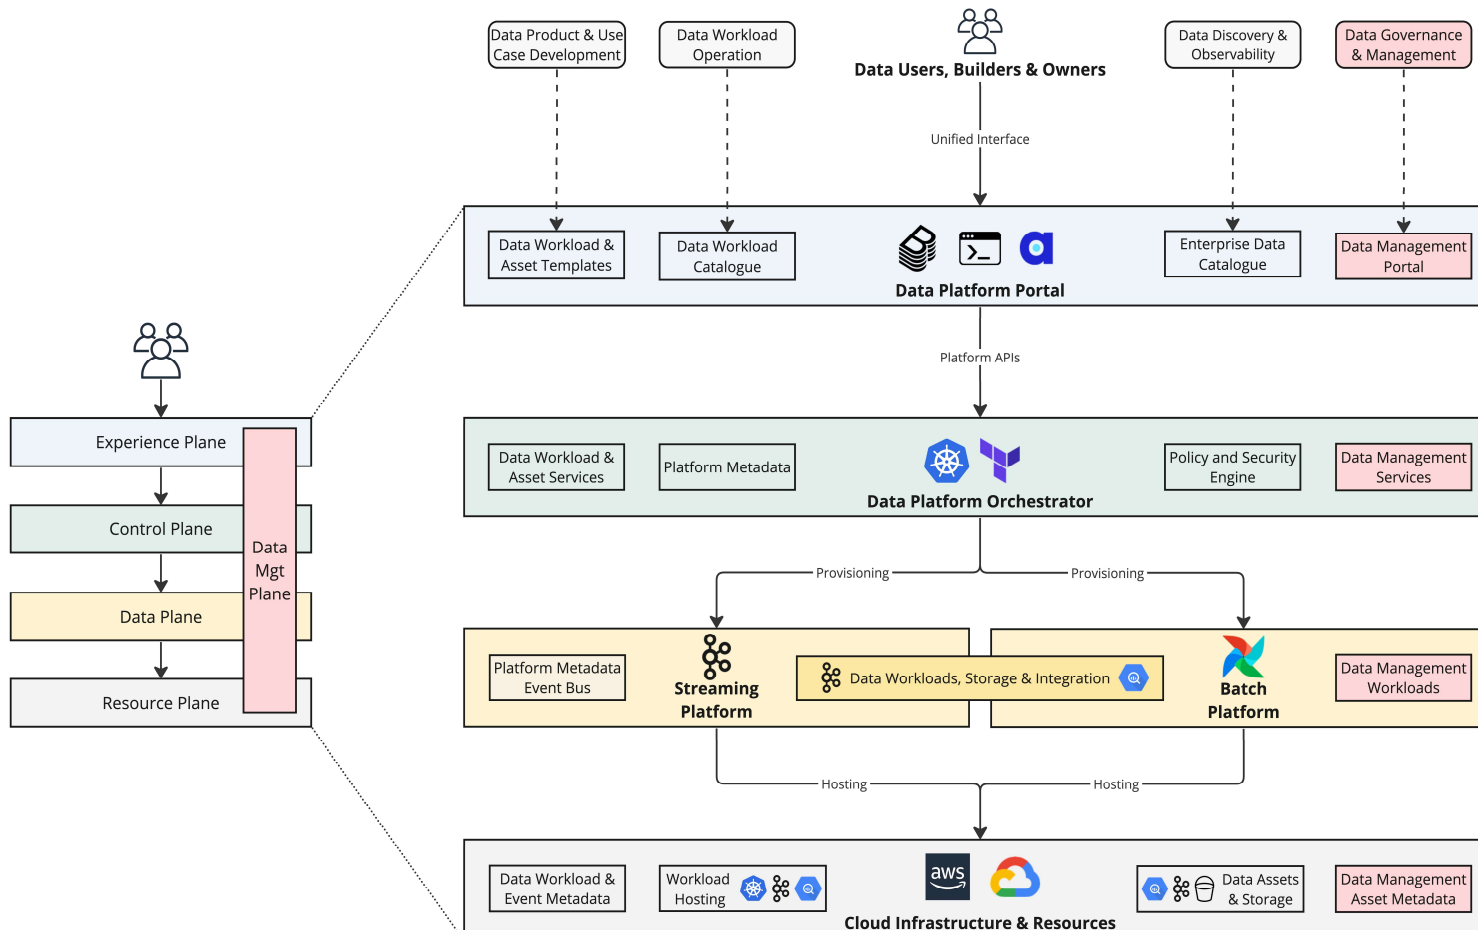 Data Product & Use
Case Development
Data Workload
Operation
Data Users, Builders & Owners
Data Discovery &
Observability
Data Governance
& Management
Unified Interface
Data Workload &
Asset Templates
Data Workload
Catalogue
Data Platform Portal
Enterprise Data
Catalogue
Data Management
Portal
Platform APIs
Experience Plane
Control Plane
Data Plane
Resource Plane
Data
Mgt
Plane
Data Workload &
Asset Services
Platform Metadata
Data Platform Orchestrator
Policy and Security
Engine
Data Management
Services
Provisioning
Provisioning
Platform Metadata
Event Bus
Streaming
Platform
Data Workloads, Storage & Integration
Batch
Platform
Data Management
Workloads
Hosting
Hosting
Data Workload &
Event Metadata
Workload
Hosting
aws
Cloud Infrastructure & Resources
Data Assets
& Storage
Data Management
Asset Metadata